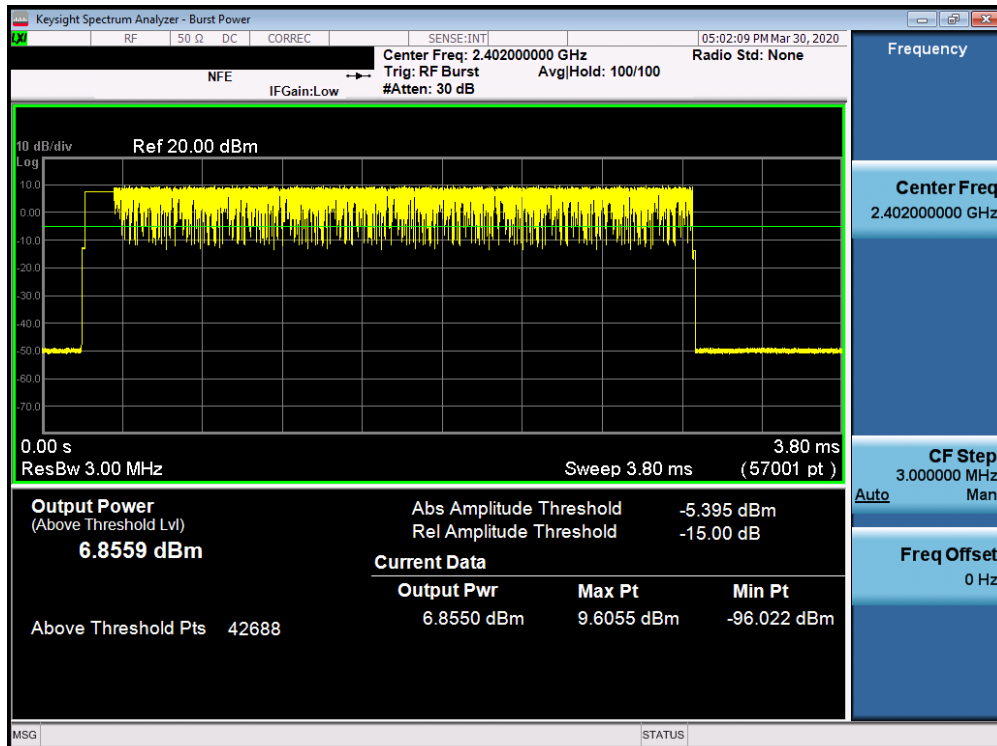 Keysight Spectrum Analyzer - Burst Power
LXI RF 50 Ω DC CORREC SENSE:INT 05:02:09 PM Mar 30, 2020
Center Freq: 2.402000000 GHz Radio Std: None
NFE Trig: RF Burst Avg|Hold: 100/100
IFGain:Low #Atten: 30 dB
10 dB/div Ref 20.00 dBm
Log
10.0
0.00
-10.0
-20.0
-30.0
-40.0
-50.0
-60.0
-70.0
0.00 s 3.80 ms
ResBw 3.00 MHz Sweep 3.80 ms (57001 pt )
Output Power
(Above Threshold Lvl)
6.8559 dBm
Above Threshold Pts 42688
Abs Amplitude Threshold -5.395 dBm
Rel Amplitude Threshold -15.00 dB
Current Data
Output Pwr Max Pt Min Pt
6.8550 dBm 9.6055 dBm -96.022 dBm
Frequency
Center Freq
2.402000000 GHz
CF Step
3.000000 MHz
Auto Man
Freq Offset
0 Hz
MSG STATUS